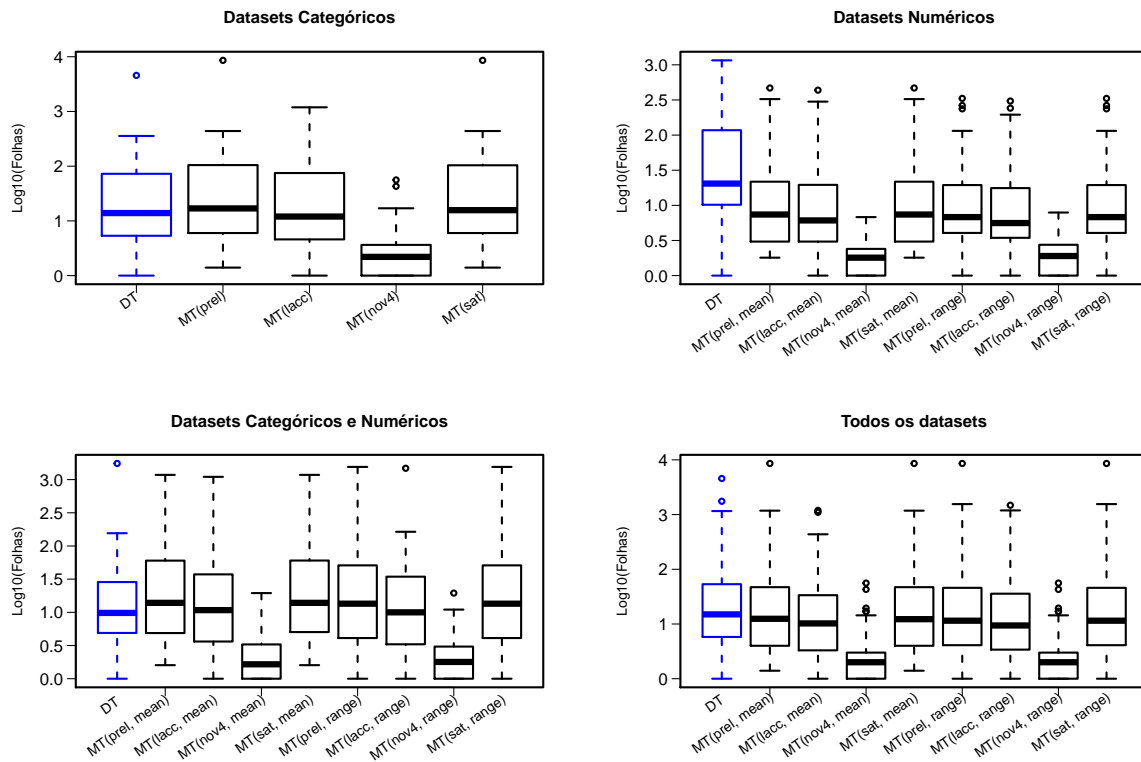 Datasets Categóricos
Log10(Folhas)
4
3
2
1
0
DT
MT(prel)
MT(lacc)
MT(nov4)
MT(sat)
Datasets Numéricos
Log10(Folhas)
3.0
2.5
2.0
1.5
1.0
0.5
0.0
DT
MT(prel, mean)
MT(lacc, mean)
MT(nov4, mean)
MT(sat, mean)
MT(prel, range)
MT(lacc, range)
MT(nov4, range)
MT(sat, range)
Datasets Categóricos e Numéricos
Log10(Folhas)
3.0
2.5
2.0
1.5
1.0
0.5
0.0
DT
MT(prel, mean)
MT(lacc, mean)
MT(nov4, mean)
MT(sat, mean)
MT(prel, range)
MT(lacc, range)
MT(nov4, range)
MT(sat, range)
Todos os datasets
Log10(Folhas)
4
3
2
1
0
DT
MT(prel, mean)
MT(lacc, mean)
MT(nov4, mean)
MT(sat, mean)
MT(prel, range)
MT(lacc, range)
MT(nov4, range)
MT(sat, range)